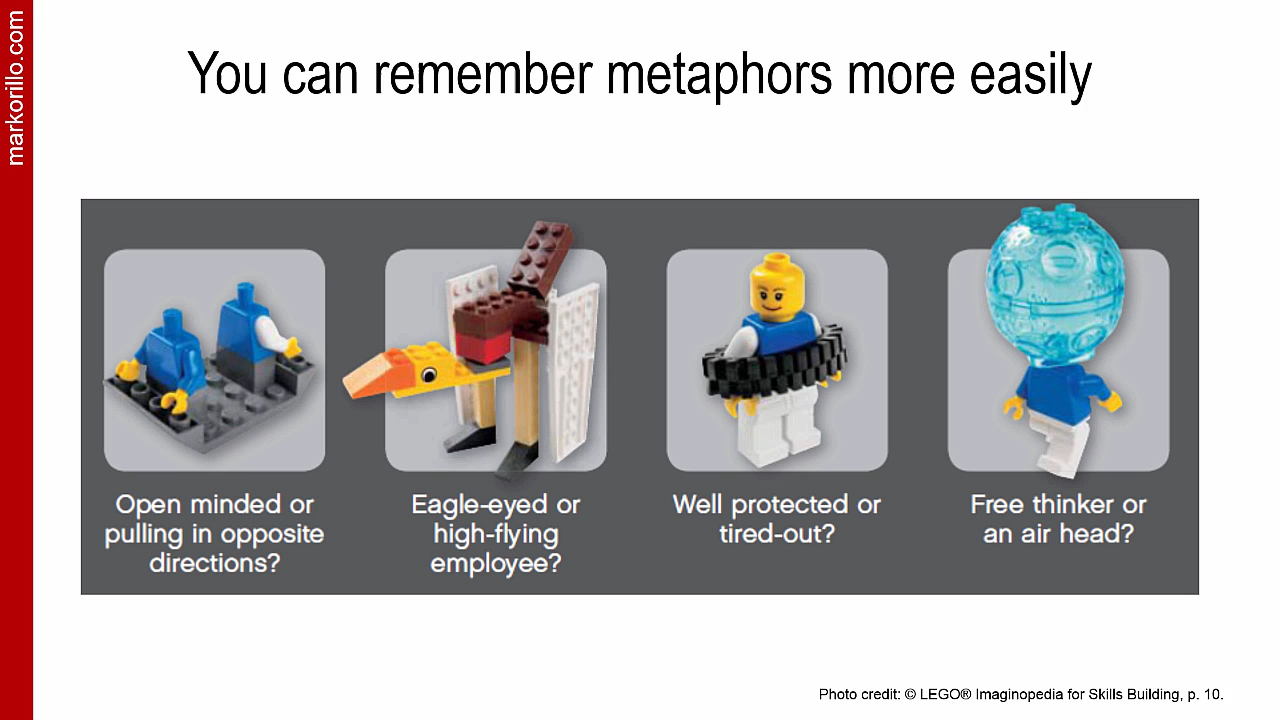 markorillo.com
You can remember metaphors more easily
Open minded or
pulling in opposite
directions?
Eagle-eyed or
high-flying
employee?
Well protected or
tired-out?
Free thinker or
an air head?
Photo credit: © LEGO® Imaginopedia for Skills Building, p. 10.